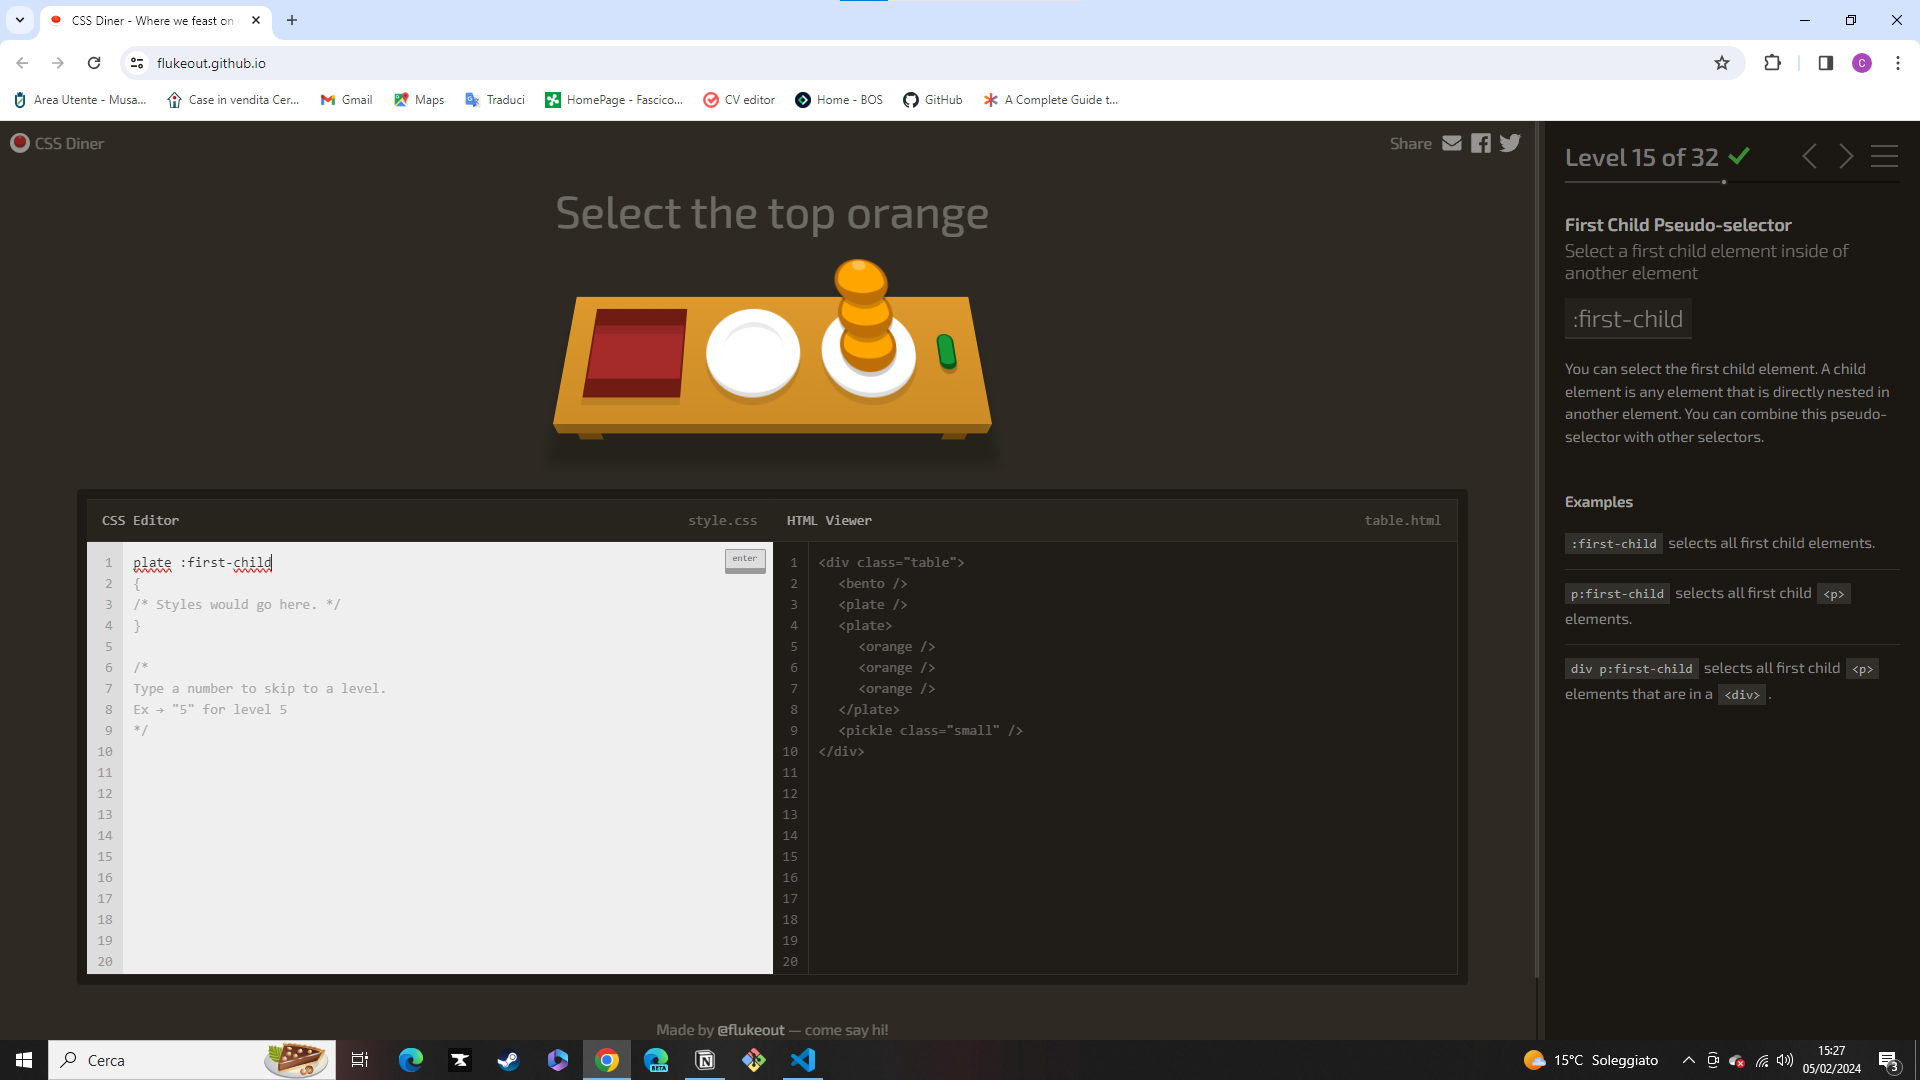 CSS Diner - Where we feast on
flukeout.github.io
C
Area Utente - Musa...
Case in vendita Cer...
Gmail
Maps
Traduci
HomePage - Fascico...
CV editor
Home - BOS
GitHub
A Complete Guide t...
CSS Diner
Share
Select the top orange
CSS Editor
style.css
enter
1 plate :first-child
2 {
3 /* Styles would go here. */
4 }
5
6 /*
7 Type a number to skip to a level.
8 Ex → "5" for level 5
9 */
10
11
12
13
14
15
16
17
18
19
20
HTML Viewer
table.html
1 <div class="table">
2 <bento />
3 <plate />
4 <plate>
5 <orange />
6 <orange />
7 <orange />
8 </plate>
9 <pickle class="small" />
10 </div>
11
12
13
14
15
16
17
18
19
20
Made by @flukeout — come say hi!
Level 15 of 32
First Child Pseudo-selector
Select a first child element inside of
another element
:first-child
You can select the first child element. A child
element is any element that is directly nested in
another element. You can combine this pseudo-
selector with other selectors.
Examples
:first-child selects all first child elements.
p:first-child selects all first child <p>
elements.
div p:first-child selects all first child <p>
elements that are in a <div> .
Cerca
BETA
15°C Soleggiato
15:27
05/02/2024
3